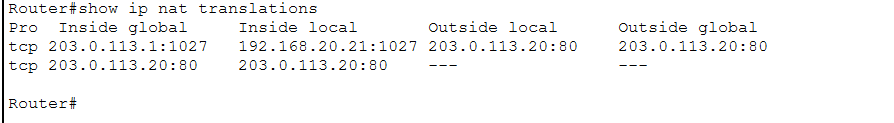 Router#show ip nat translations
Pro  Inside global     Inside local       Outside local      Outside global
tcp 203.0.113.1:1027   192.168.20.21:1027 203.0.113.20:80    203.0.113.20:80
tcp 203.0.113.20:80    203.0.113.20:80    ---                ---
Router#